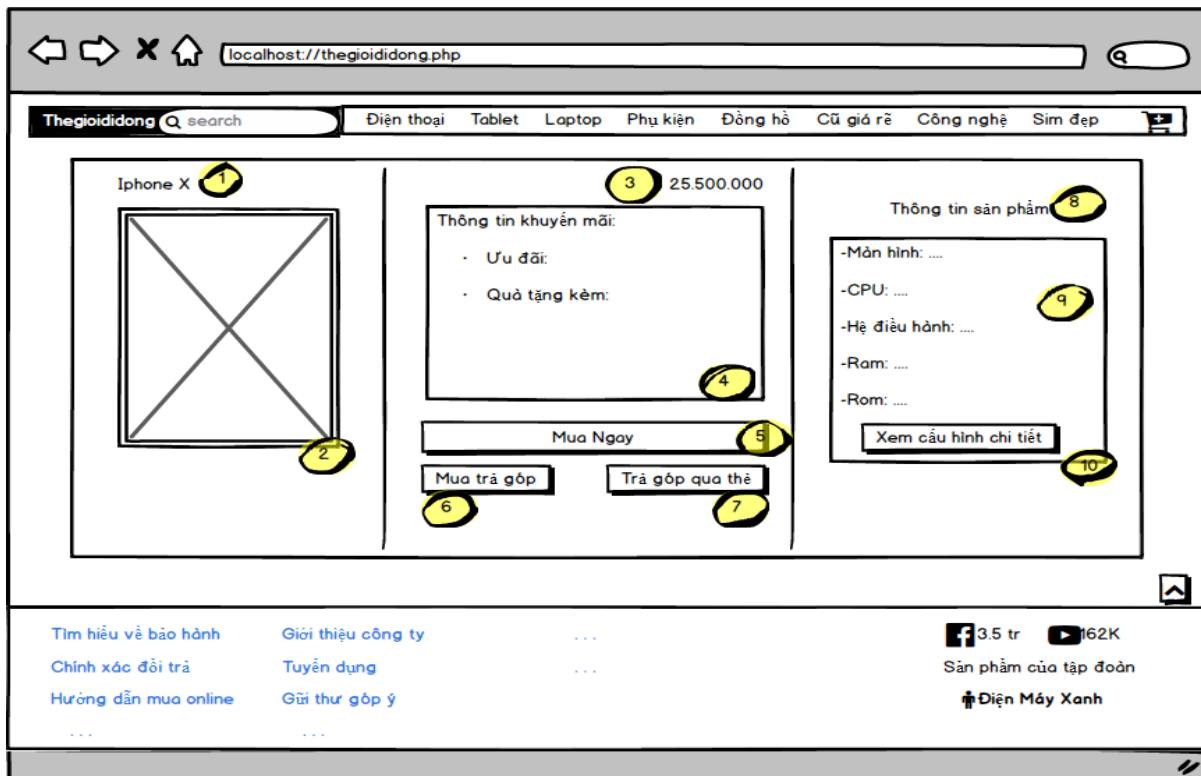 localhost://thegioididong.php
Thegioididong search Điện thoại Tablet Laptop Phụ kiện Đồng hồ Cũ giá rẽ Công nghệ Sim đẹp
Iphone X 1
2
3 25.500.000
Thông tin khuyến mãi:
· Ưu đãi:
· Quà tặng kèm:
4
Mua Ngay 5
Mua trả góp Trả góp qua thẻ
6 7
Thông tin sản phẩm 8
-Màn hình: ....
-CPU: .... 9
-Hệ điều hành: ....
-Ram: ....
-Rom: ....
Xem cấu hình chi tiết
10
Tìm hiểu về bảo hành Giới thiệu công ty ... 3.5 tr 162K
Chính xác đổi trả Tuyển dụng ... Sản phẩm của tập đoàn
Hướng dẫn mua online Gữi thư góp ý Điện Máy Xanh
... ...